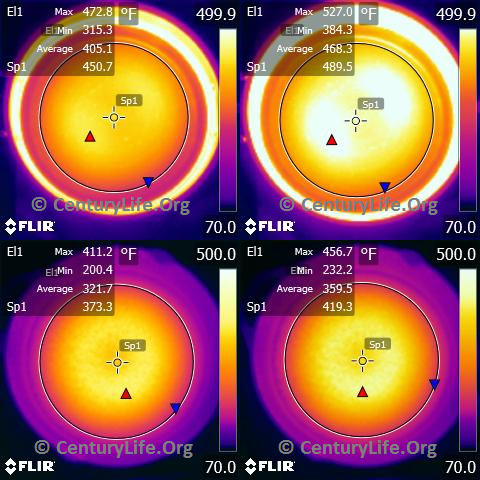 El1 Max 472.8 °F 499.9
El1 Min 315.3
Average 405.1
Sp1 450.7
Sp1
© CenturyLife.Org
FLIR 70.0
El1 Max 527.0 °F 499.9
Min 384.3
Average 468.3
Sp1 489.5
Sp1
© CenturyLife.Org
FLIR 70.0
El1 Max 411.2 °F 500.0
El1 Min 200.4
Average 321.7
Sp1 373.3
Sp1
© CenturyLife.Org
FLIR 70.0
El1 Max 456.7 °F 500.0
El1 Min 232.2
Average 359.5
Sp1 419.3
Sp1
© CenturyLife.Org
FLIR 70.0